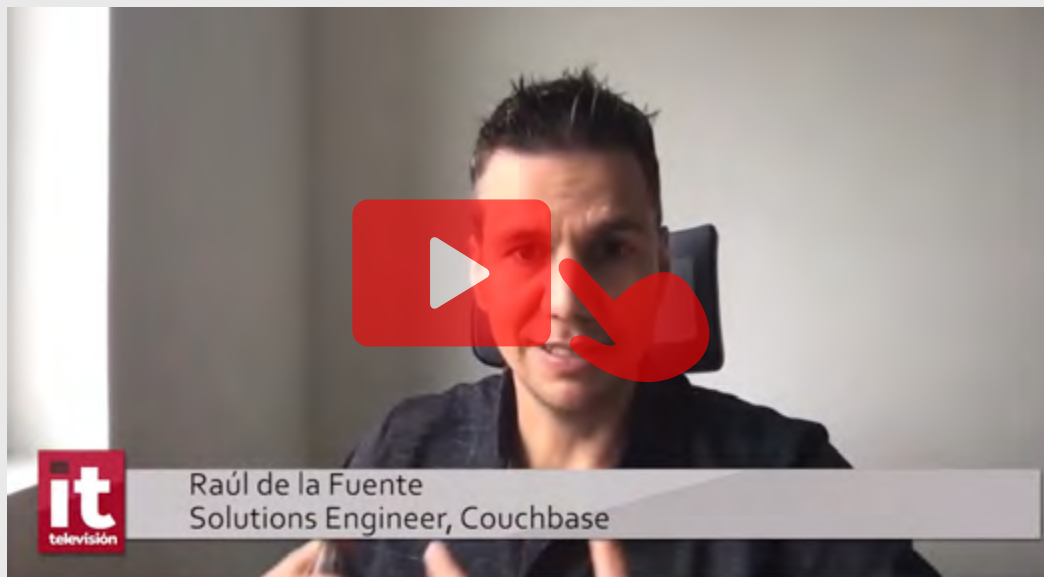 Raúl de la Fuente
Solutions Engineer, Couchbase
it
televisión